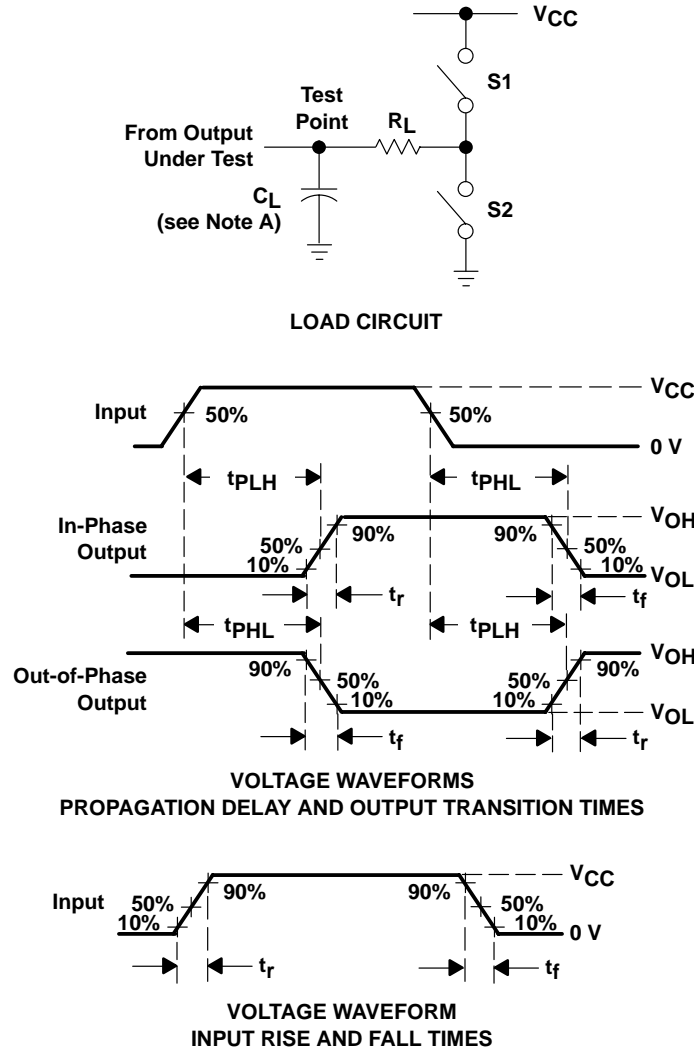 VCC
S1
Test
Point
RL
From Output
Under Test
CL
(see Note A)
S2
LOAD CIRCUIT
Input
50%
50%
VCC
0 V
tPLH
tPHL
In-Phase
Output
50%
10%
90%
90%
50%
10%
VOH
VOL
tr
tf
tPHL
tPLH
Out-of-Phase
Output
90%
50%
10%
50%
10%
90%
VOH
VOL
tf
tr
VOLTAGE WAVEFORMS
PROPAGATION DELAY AND OUTPUT TRANSITION TIMES
Input
50%
10%
90%
90%
50%
10%
VCC
0 V
tr
tf
VOLTAGE WAVEFORM
INPUT RISE AND FALL TIMES